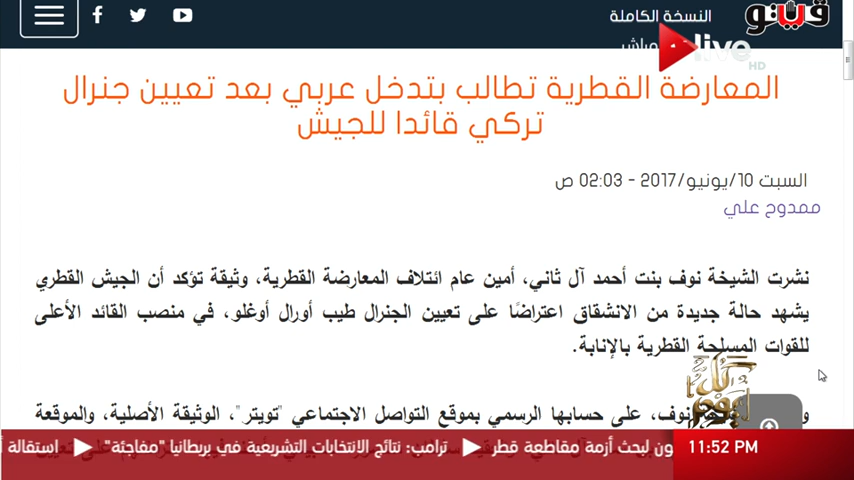 النسخة الكاملة
ڤيتو
live
HD
المعارضة القطرية تطالب بتدخل عربي بعد تعيين جنرال
تركي قائدا للجيش
السبت 10/يونيو/2017 - 02:03 ص
ممدوح علي
نشرت الشيخة نوف بنت أحمد آل ثاني، أمين عام ائتلاف المعارضة القطرية، وثيقة تؤكد أن الجيش القطري
يشهد حالة جديدة من الانشقاق اعتراضًا على تعيين الجنرال طيب أورال أوغلو، في منصب القائد الأعلى
للقوات المسلحة القطرية بالإنابة.
نوف، على حسابها الرسمي بموقع التواصل الاجتماعي "تويتر"، الوثيقة الأصلية، والموقعة
ون لبحث أزمة مقاطعة قطر ترامب: نتائج الانتخابات التشريعية في بريطانيا "مفاجئة" استقالة
11:52 PM